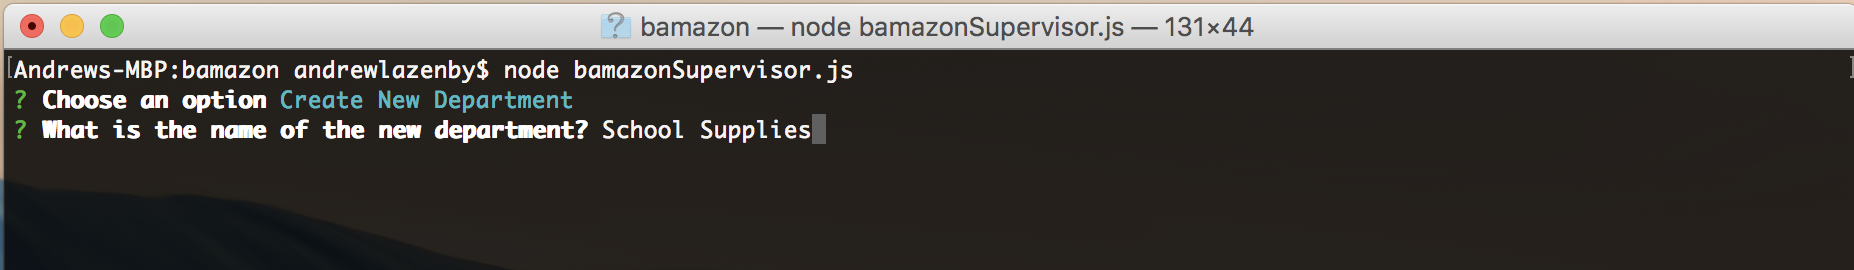 bamazon — node bamazonSupervisor.js — 131×44
[Andrews-MBP:bamazon andrewlazenby$ node bamazonSupervisor.js ]
? Choose an option Create New Department
? What is the name of the new department? School Supplies